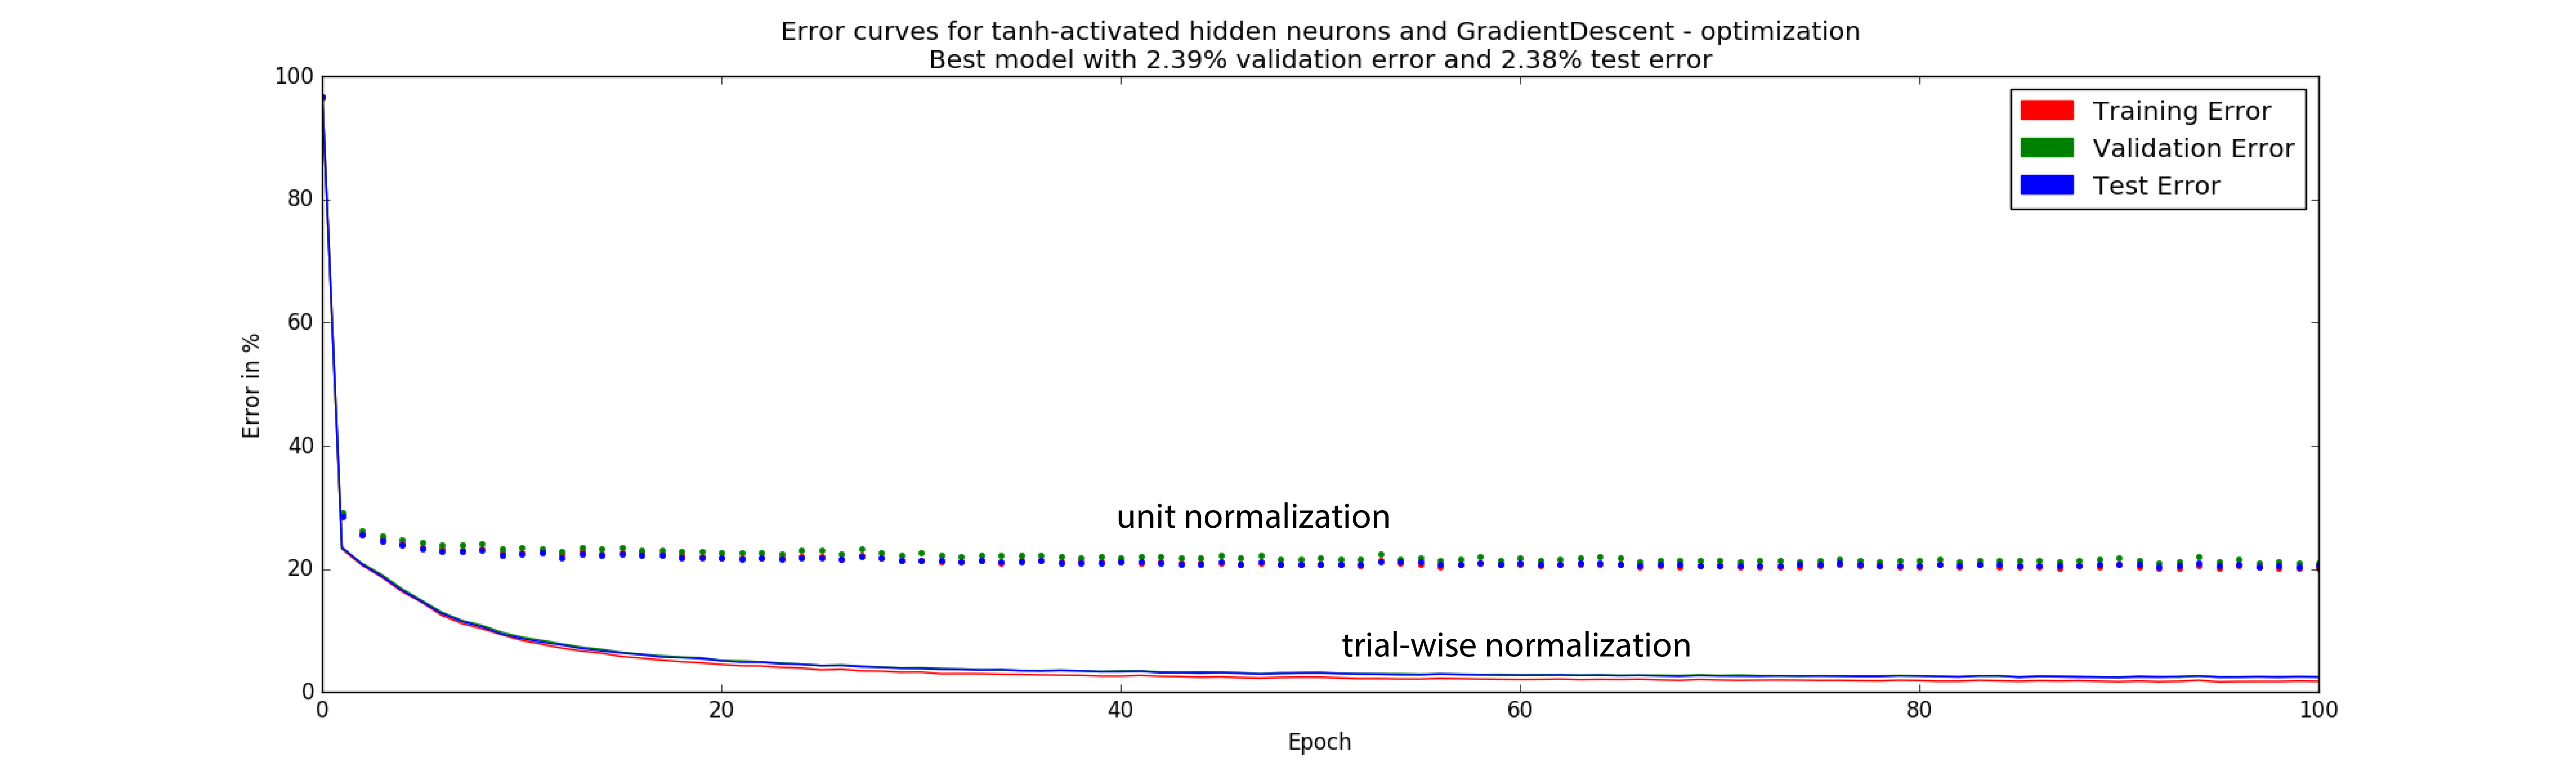 Error curves for tanh-activated hidden neurons and GradientDescent - optimization
Best model with 2.39% validation error and 2.38% test error
100
80
60
40
20
0
Error in %
Training Error
Validation Error
Test Error
unit normalization
trial-wise normalization
0 20 40 60 80 100
Epoch